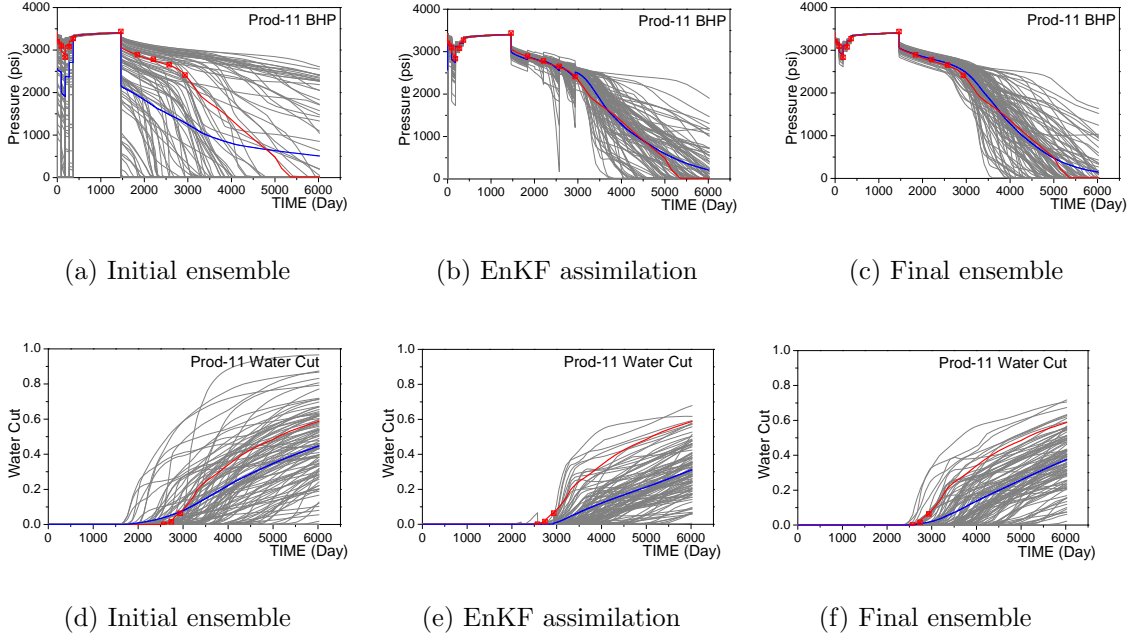 Prod-11 BHP
Pressure (psi)
4000
3000
2000
1000
0
0 1000 2000 3000 4000 5000 6000
TIME (Day)
(a) Initial ensemble
Prod-11 BHP
Pressure (psi)
4000
3000
2000
1000
0
0 1000 2000 3000 4000 5000 6000
TIME (Day)
(b) EnKF assimilation
Prod-11 BHP
Pressure (psi)
4000
3000
2000
1000
0
0 1000 2000 3000 4000 5000 6000
TIME (Day)
(c) Final ensemble
Prod-11 Water Cut
Water Cut
1.0
0.8
0.6
0.4
0.2
0.0
0 1000 2000 3000 4000 5000 6000
TIME (Day)
(d) Initial ensemble
Prod-11 Water Cut
Water Cut
1.0
0.8
0.6
0.4
0.2
0.0
0 1000 2000 3000 4000 5000 6000
TIME (Day)
(e) EnKF assimilation
Prod-11 Water Cut
Water Cut
1.0
0.8
0.6
0.4
0.2
0.0
0 1000 2000 3000 4000 5000 6000
TIME (Day)
(f) Final ensemble